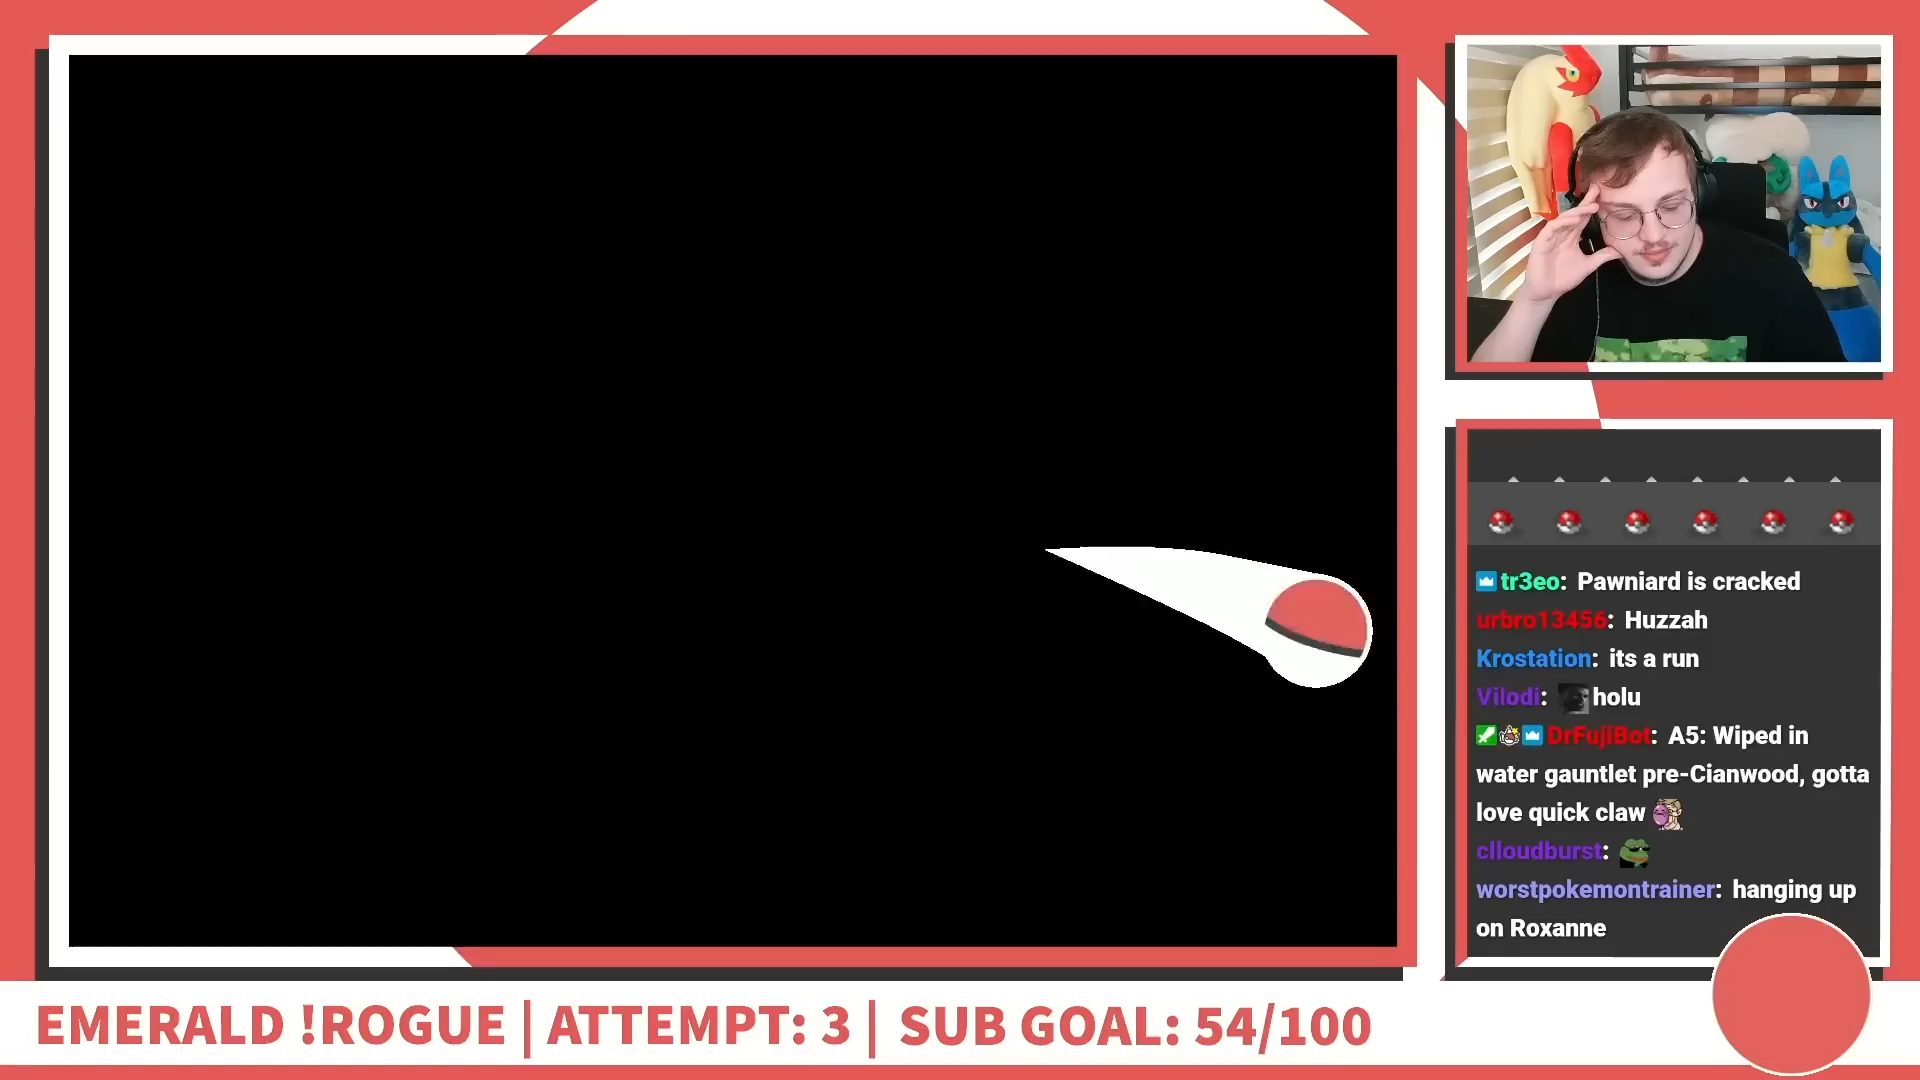 tr3eo: Pawniard is cracked
urbro13456: Huzzah
Krostation: its a run
Vilodi: holu
DrFujiBot: A5: Wiped in
water gauntlet pre-Cianwood, gotta
love quick claw
clloudburst:
worstpokemontrainer: hanging up
on Roxanne
EMERALD !ROGUE | ATTEMPT: 3 | SUB GOAL: 54/100